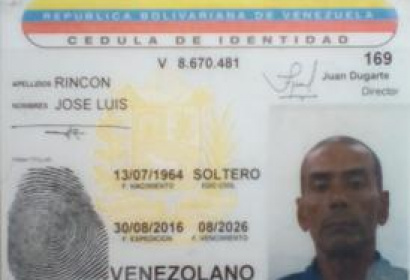 REPUBLICA BOLIVARIANA DE VENEZUELA
CEDULA DE IDENTIDAD
V 8.670.481
169
APELLIDOS RINCON
Juan Dugarte
Director
NOMBRES JOSE LUIS
13/07/1964 SOLTERO
F. NACIMIENTO EDO CIVIL
30/08/2016 08/2026
F. EXPEDICION F. VENCIMIENTO
VENEZOLANO